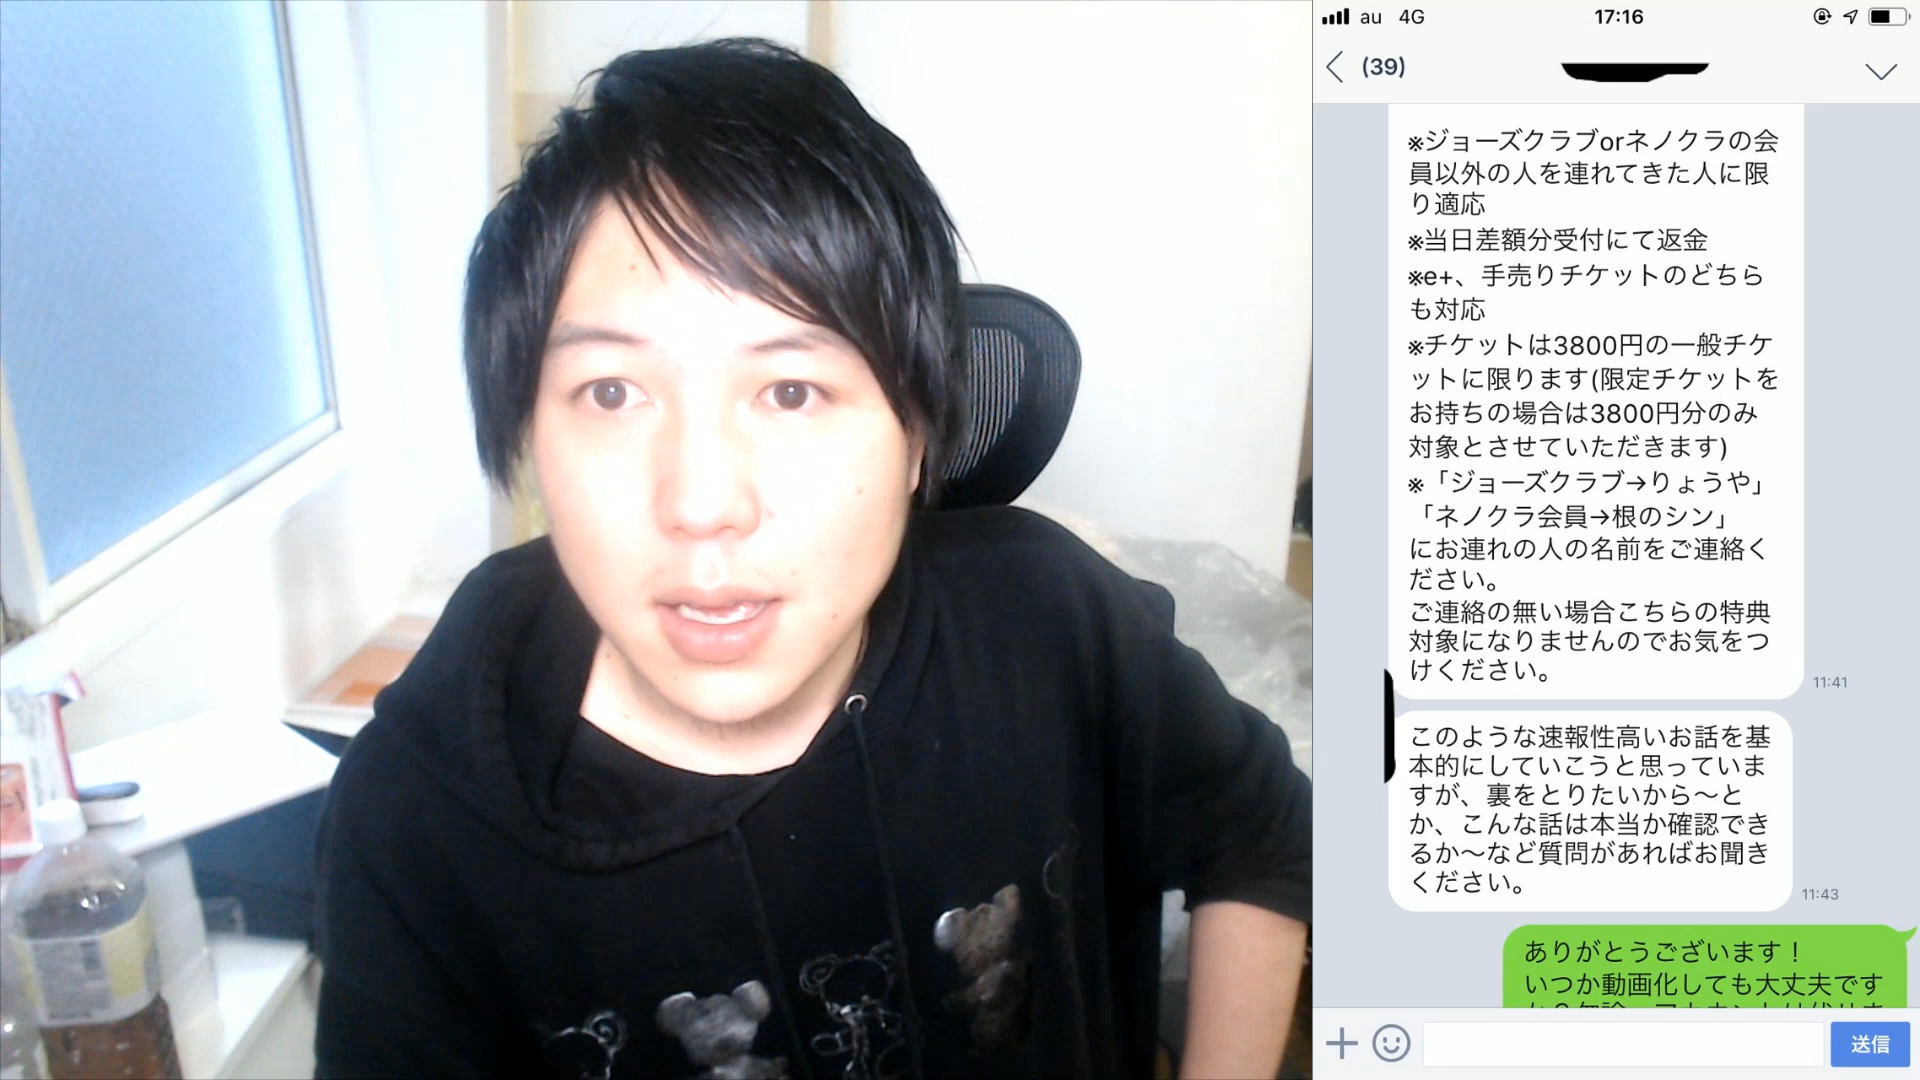 au 4G 17:16
(39)
※ジョーズクラブorネノクラの会
員以外の人を連れてきた人に限
り適応
※当日差額分受付にて返金
※e+、手売りチケットのどちら
も対応
※チケットは3800円の一般チケ
ットに限ります(限定チケットを
お持ちの場合は3800円分のみ
対象とさせていただきます)
※「ジョーズクラブ→りょうや」
「ネノクラ会員→根のシン」
にお連れの人の名前をご連絡く
ださい。
ご連絡の無い場合こちらの特典
対象になりませんのでお気をつ
けください。
11:41
このような速報性高いお話を基
本的にしていこうと思っていま
すが、裏をとりたいから〜と
か、こんな話は本当か確認でき
るか〜など質問があればお聞き
ください。
11:43
ありがとうございます！
いつか動画化しても大丈夫です
送信